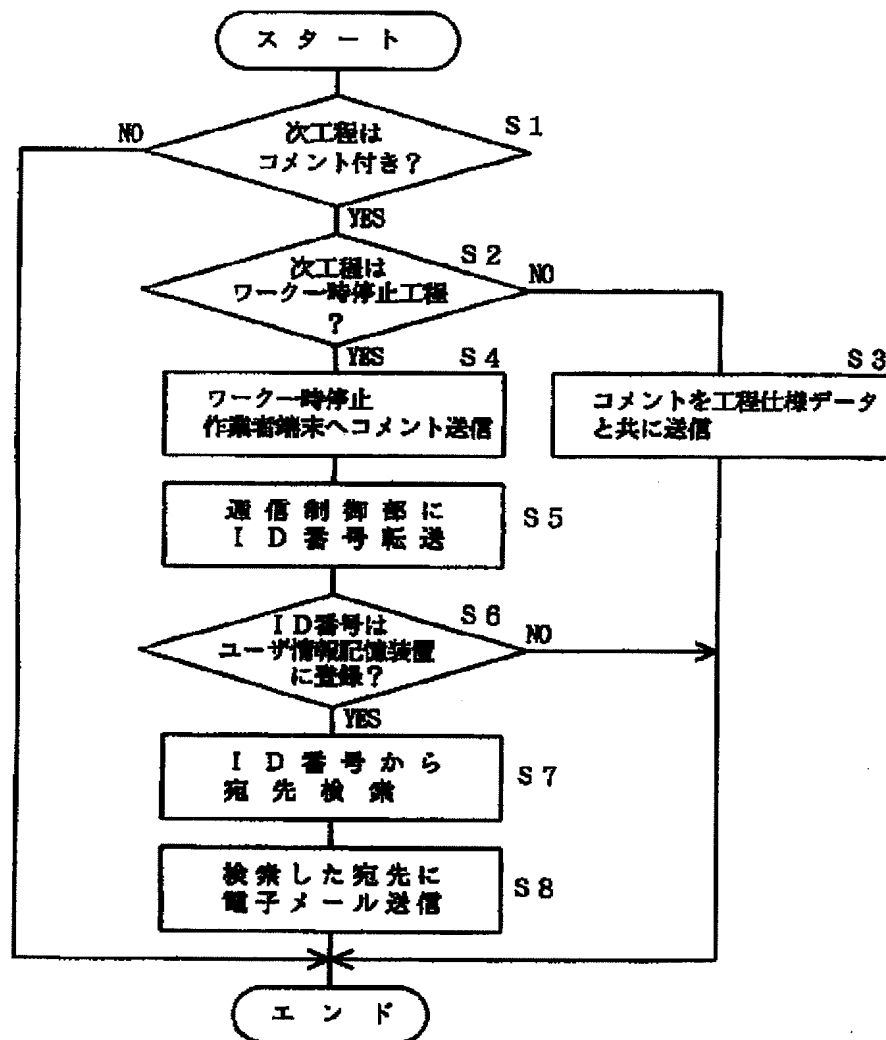 スタート
次工程は
コメント付き?
S1
NO
YES
次工程は
ワーク一時停止工程
?
S2
NO
YES
S4
ワーク一時停止
作業者端末へコメント送信
S3
コメントを工程仕様データ
と共に送信
通信制御部に
ID番号転送
S5
ID番号は
ユーザ情報記憶装置
に登録?
S6
NO
YES
ID番号から
宛先検索
S7
検索した宛先に
電子メール送信
S8
エンド